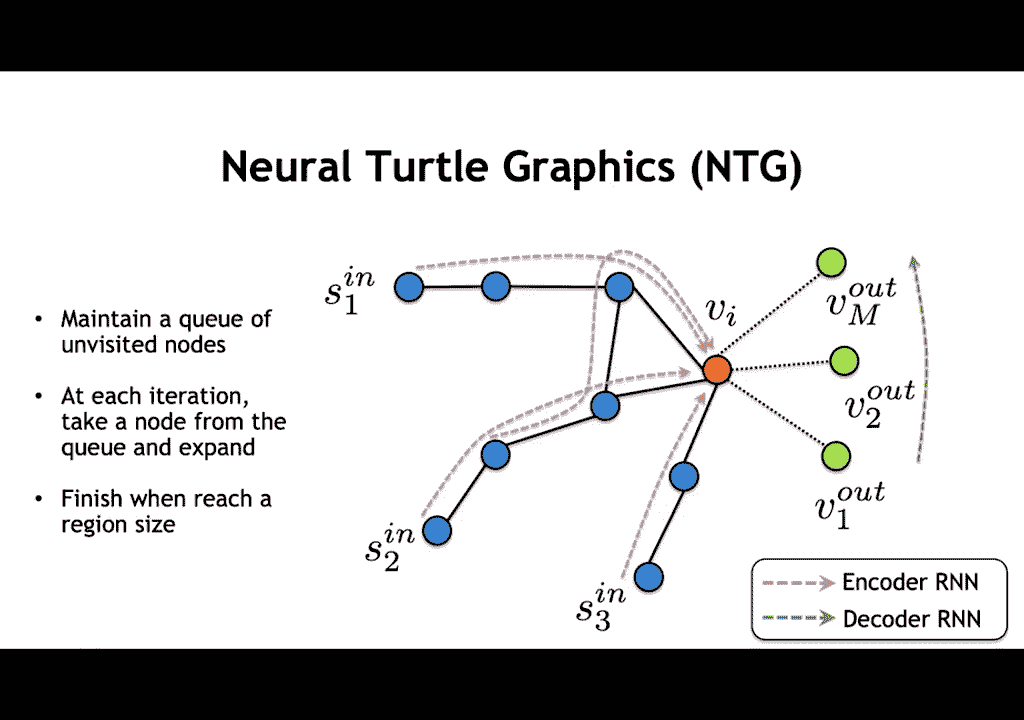 Neural Turtle Graphics (NTG)
• Maintain a queue of
unvisited nodes
• At each iteration,
take a node from the
queue and expand
• Finish when reach a
region size
s_1^{in}
s_2^{in}
s_3^{in}
v_i
v_M^{out}
v_2^{out}
v_1^{out}
Encoder RNN
Decoder RNN